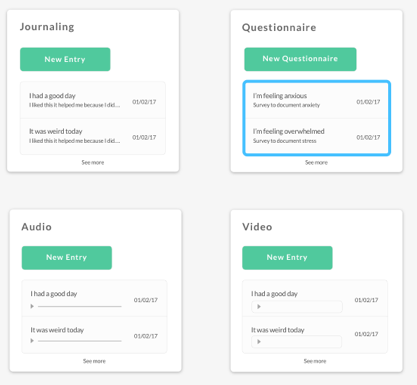 Journaling
New Entry
I had a good day
I liked this it helped me because I did....
01/02/17
It was weird today
I liked this it helped me because I did....
01/02/17
See more
Questionnaire
New Questionnaire
I'm feeling anxious
Survey to document anxiety
01/02/17
I'm feeling overwhelmed
Survey to document stress
01/02/17
See more
Audio
New Entry
I had a good day
01/02/17
It was weird today
01/02/17
See more
Video
New Entry
I had a good day
01/02/17
It was weird today
01/02/17
See more